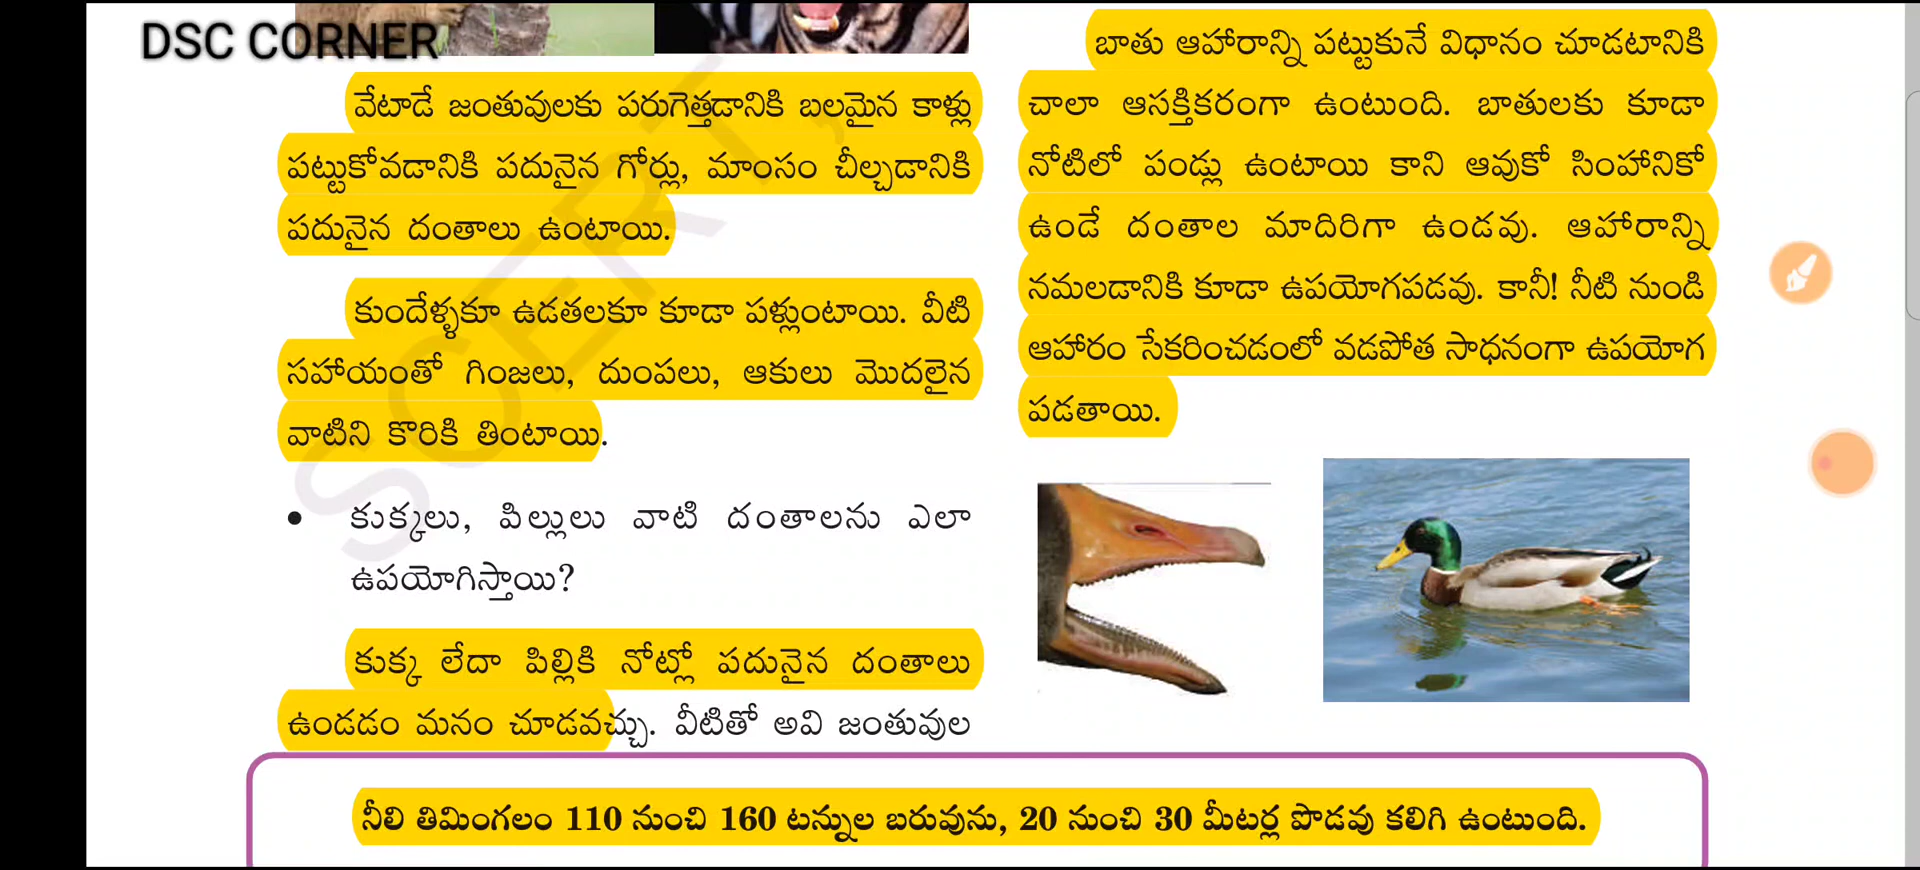 DSC CORNER
వేటాడే జంతువులకు పరుగెత్తడానికి బలమైన కాళ్లు
పట్టుకోవడానికి పదునైన గోర్లు, మాంసం చీల్చడానికి
పదునైన దంతాలు ఉంటాయి.
కుందేళ్ళకూ ఉడతలకూ కూడా పళ్లుంటాయి. వీటి
సహాయంతో గింజలు, దుంపలు, ఆకులు మొదలైన
వాటిని కొరికి తింటాయి.
• కుక్కలు, పిల్లులు వాటి దంతాలను ఎలా
ఉపయోగిస్తాయి?
కుక్క లేదా పిల్లికి నోట్లో పదునైన దంతాలు
ఉండడం మనం చూడవచ్చు. వీటితో అవి జంతువుల
బాతు ఆహారాన్ని పట్టుకునే విధానం చూడటానికి
చాలా ఆసక్తికరంగా ఉంటుంది. బాతులకు కూడా
నోటిలో పండ్లు ఉంటాయి కాని ఆవుకో సింహానికో
ఉండే దంతాల మాదిరిగా ఉండవు. ఆహారాన్ని
నమలడానికి కూడా ఉపయోగపడవు. కానీ! నీటి నుండి
ఆహారం సేకరించడంలో వడపోత సాధనంగా ఉపయోగ
పడతాయి.
నీలి తిమింగలం 110 నుంచి 160 టన్నుల బరువును, 20 నుంచి 30 మీటర్ల పొడవు కలిగి ఉంటుంది.
SCERT,